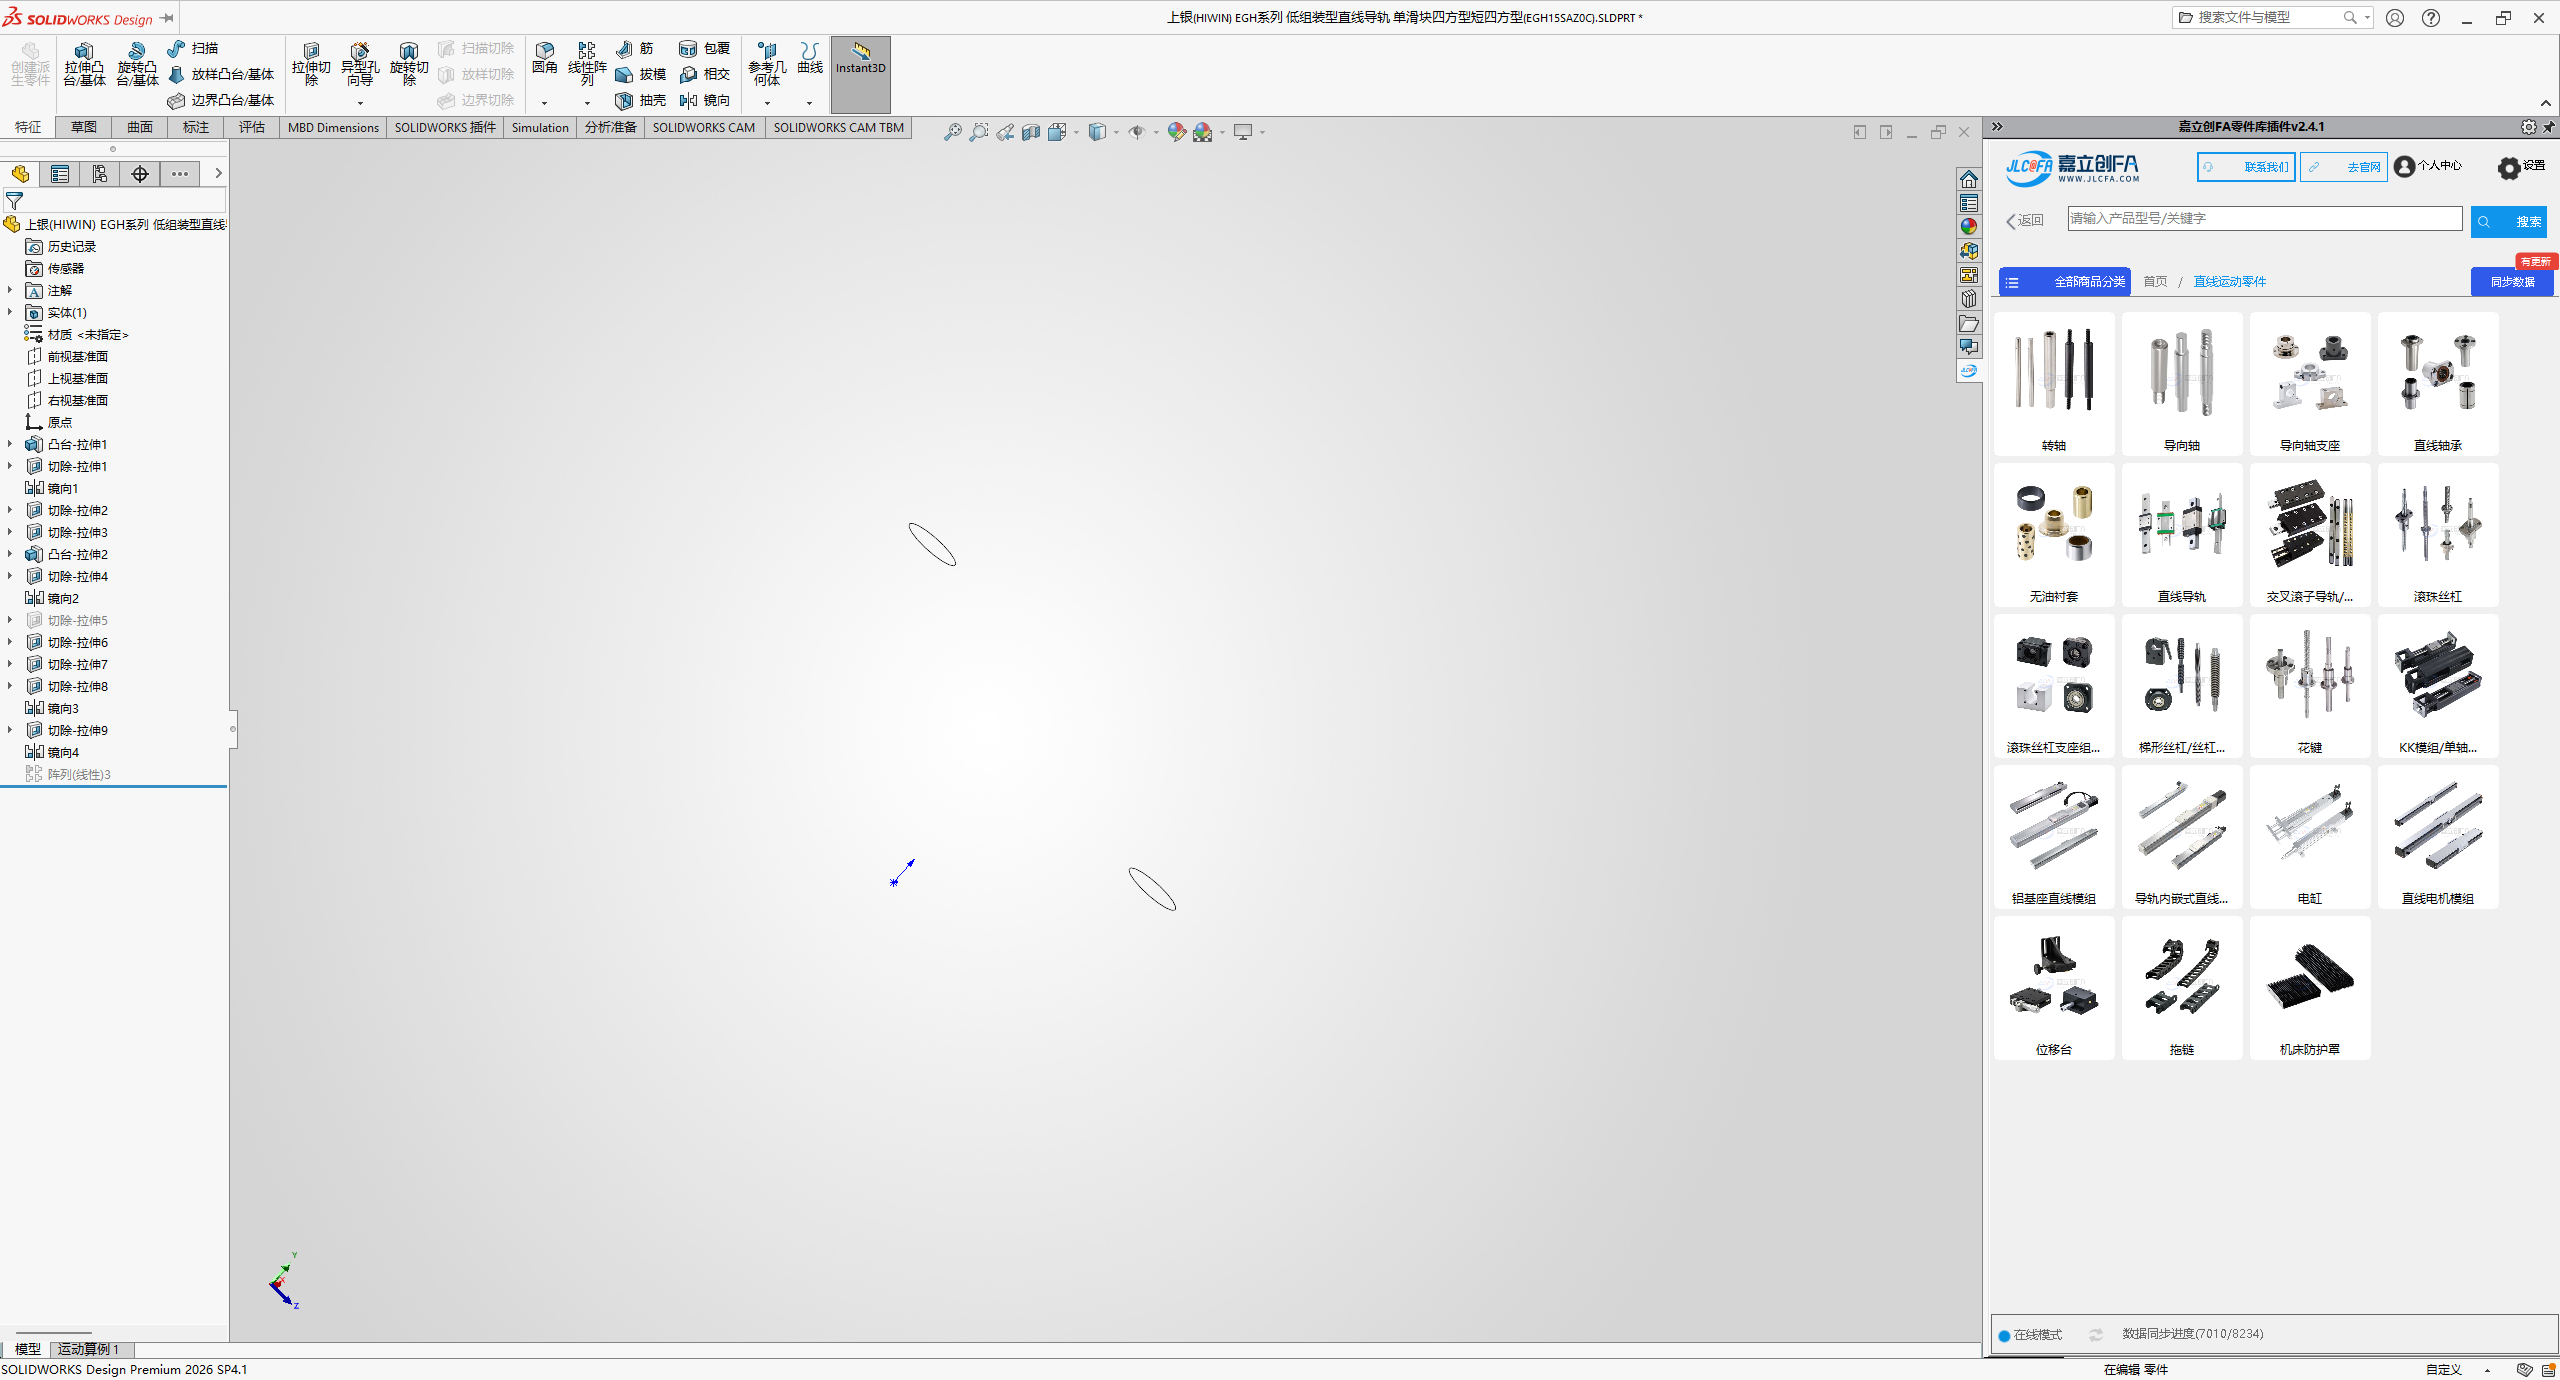 SOLIDWORKS Design
上银(HIWIN) EGH系列 低组装型直线导轨 单滑块四方型短四方型(EGH15SAZ0C).SLDPRT *
搜索文件与模型
创建派生零件
拉伸凸台/基体
旋转凸台/基体
扫描
放样凸台/基体
边界凸台/基体
拉伸切除
异型孔向导
旋转切除
扫描切除
放样切除
边界切除
圆角
线性阵列
筋
拔模
抽壳
包覆
相交
镜向
参考几何体
曲线
Instant3D
特征
草图
曲面
标注
评估
MBD Dimensions
SOLIDWORKS 插件
Simulation
分析准备
SOLIDWORKS CAM
SOLIDWORKS CAM TBM
上银(HIWIN) EGH系列 低组装型直线
历史记录
传感器
注解
实体(1)
材质 <未指定>
前视基准面
上视基准面
右视基准面
原点
凸台-拉伸1
切除-拉伸1
镜向1
切除-拉伸2
切除-拉伸3
凸台-拉伸2
切除-拉伸4
镜向2
切除-拉伸5
切除-拉伸6
切除-拉伸7
切除-拉伸8
镜向3
切除-拉伸9
镜向4
阵列(线性)3
Y
X
Z
模型
运动算例 1
SOLIDWORKS Design Premium 2026 SP4.1
在编辑 零件
自定义
嘉立创FA零件库插件v2.4.1
JLC@FA 嘉立创FA
WWW.JLCFA.COM
联系我们
去官网
个人中心
设置
返回
请输入产品型号/关键字
搜索
有更新
全部商品分类
首页 / 直线运动零件
同步数据
转轴
导向轴
导向轴支座
直线轴承
无油衬套
直线导轨
交叉滚子导轨/...
滚珠丝杠
滚珠丝杠支座组...
梯形丝杠/丝杠...
花键
KK模组/单轴...
铝基座直线模组
导轨内嵌式直线...
电缸
直线电机模组
位移台
拖链
机床防护罩
在线模式
数据同步进度(7010/8234)